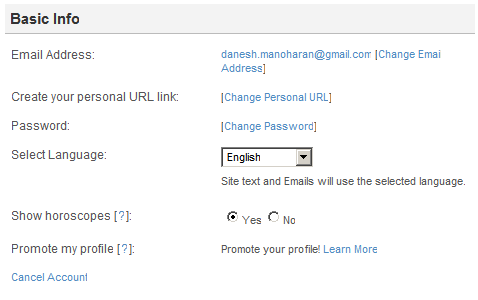 Basic Info
Email Address: danesh.manoharan@gmail.com [Change Emai
Address]
Create your personal URL link: [Change Personal URL]
Password: [Change Password]
Select Language: English
Site text and Emails will use the selected language.
Show horoscopes [?]: Yes No
Promote my profile [?]: Promote your profile! Learn More
Cancel Account